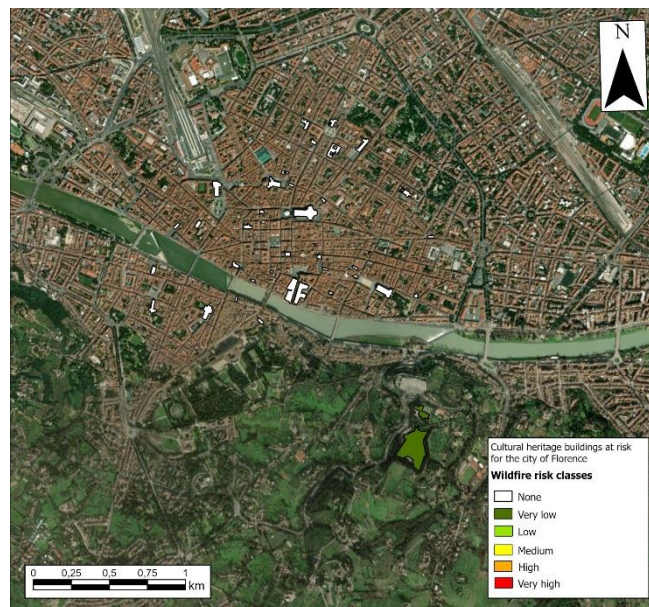 N
Cultural heritage buildings at risk
for the city of Florence
Wildfire risk classes
None
Very low
Low
Medium
High
Very high
0 0,25 0,5 0,75 1
km